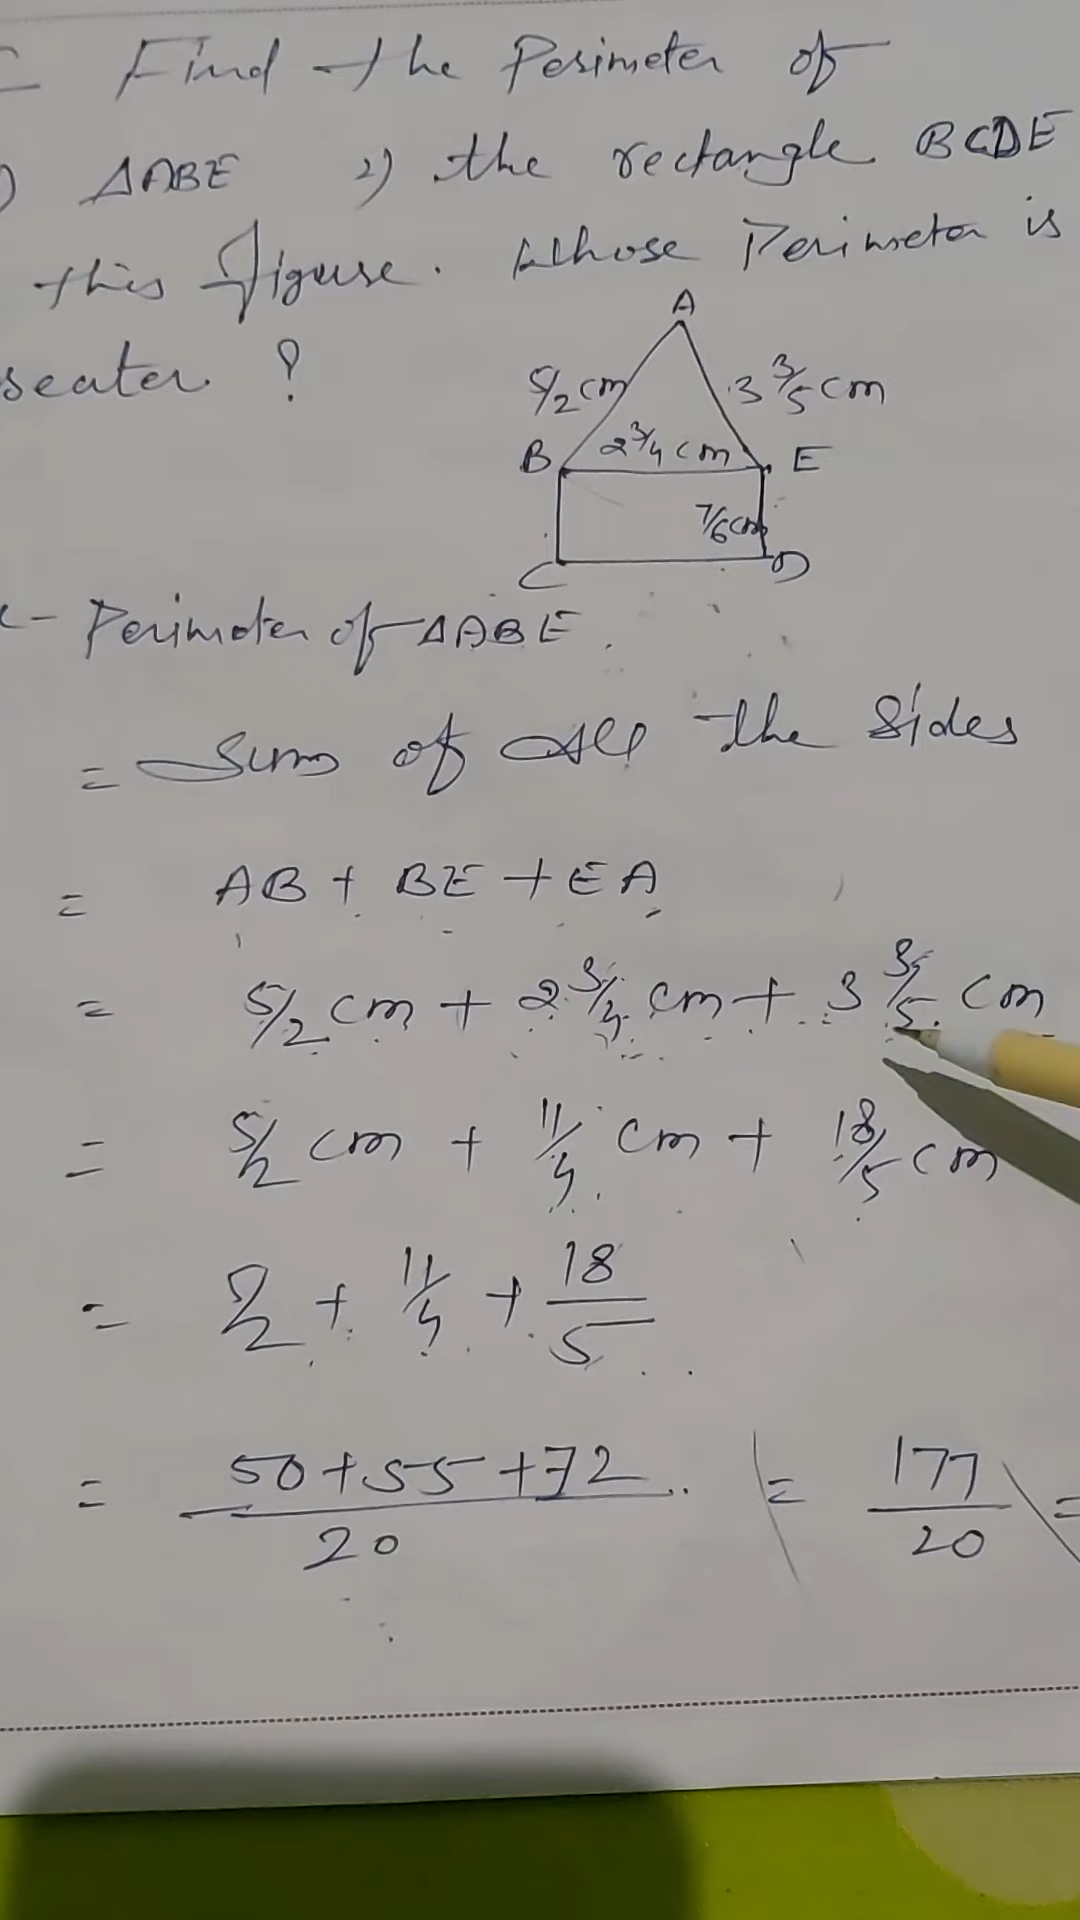 Find the Perimeter of
) ΔABE 2) the rectangle BCDE
this figure. Whose Perimeter is
reater ?
A
5/2 cm 3 3/5 cm
B 2 3/4 cm E
7/6 cm
C D
Perimeter of ΔABE.
= Sum of All the Sides
= AB + BE + EA
= 5/2 cm + 2 3/4 cm + 3 3/5 cm
= 5/2 cm + 11/4 cm + 18/5 cm
= 5/2 + 11/4 + 18/5
= 50+55+72/20 = 177/20 =